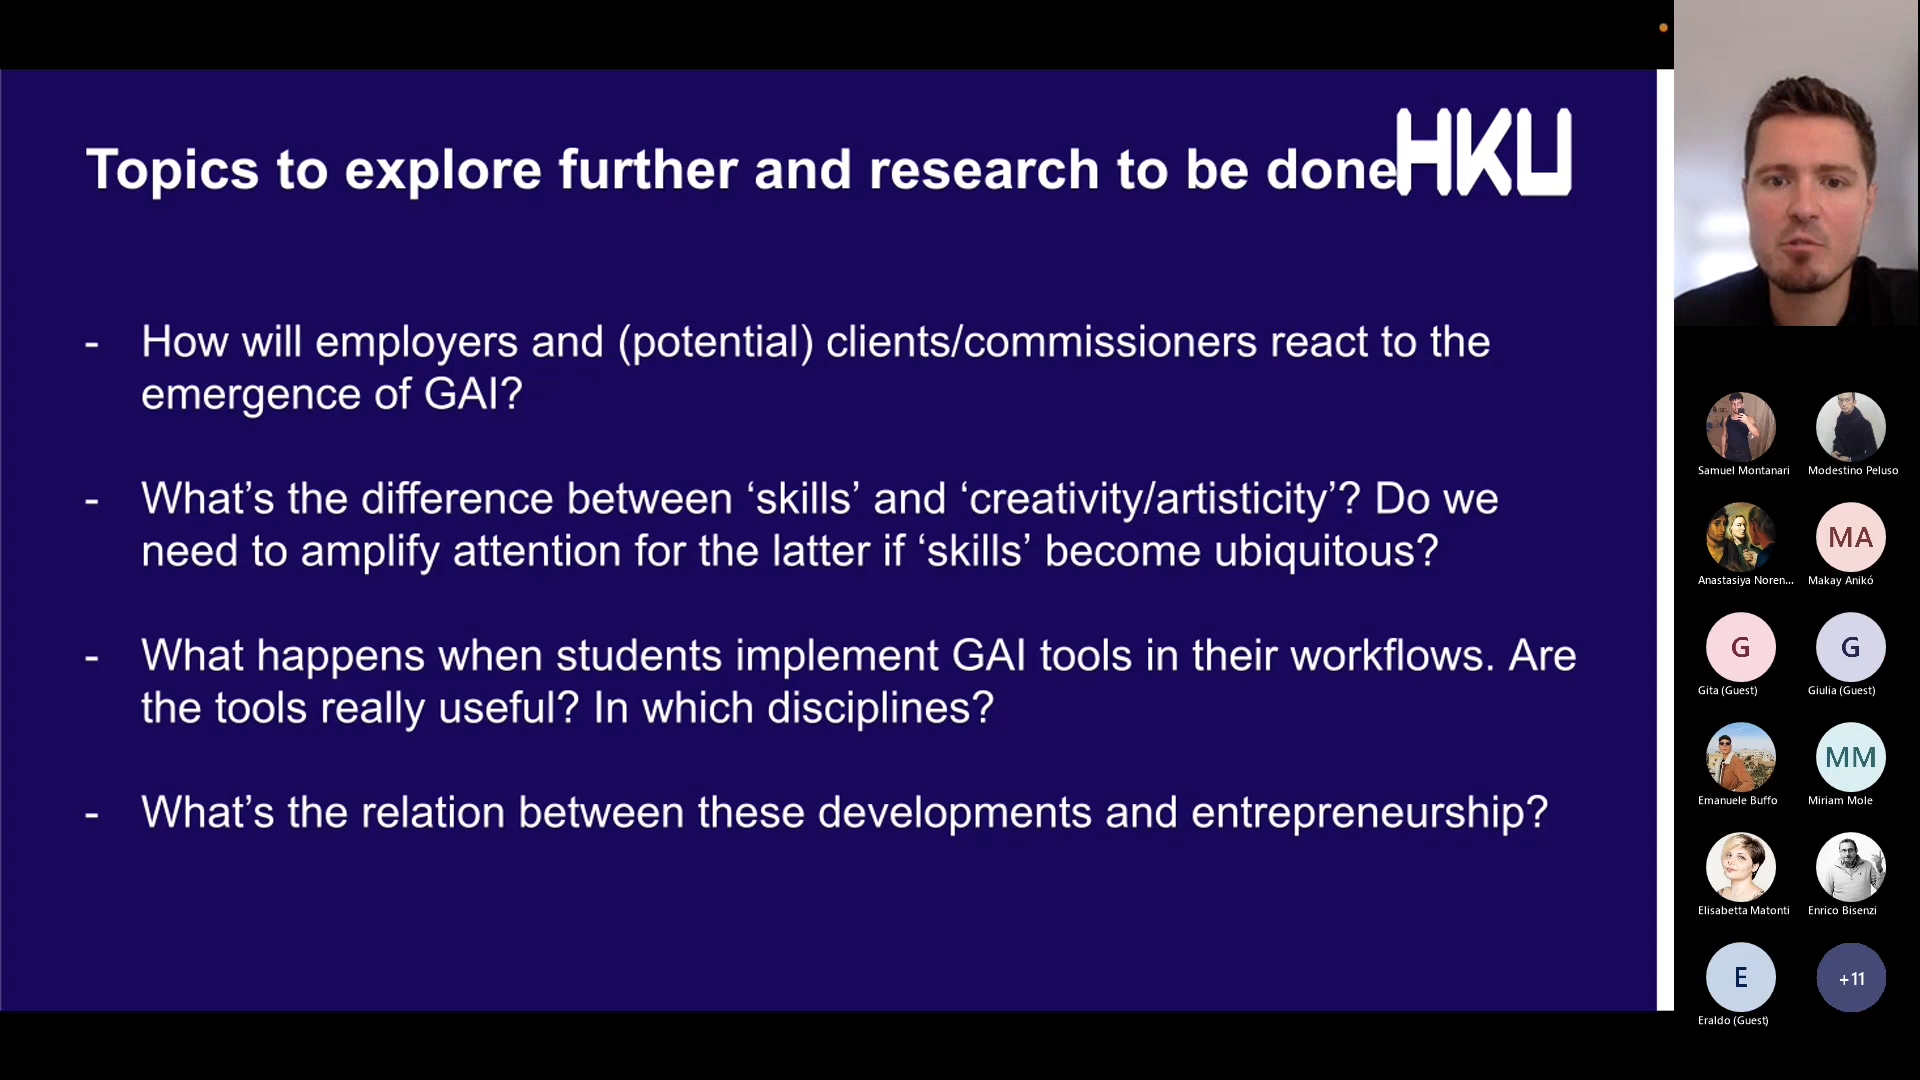 Topics to explore further and research to be done
HKU
- How will employers and (potential) clients/commissioners react to the
emergence of GAI?
- What’s the difference between ‘skills’ and ‘creativity/artisticity’? Do we
need to amplify attention for the latter if ‘skills’ become ubiquitous?
- What happens when students implement GAI tools in their workflows. Are
the tools really useful? In which disciplines?
- What’s the relation between these developments and entrepreneurship?
Samuel Montanari
Modestino Peluso
Anastasiya Noren...
MA
Makay Anikó
G
Gita (Guest)
G
Giulia (Guest)
Emanuele Buffo
MM
Miriam Mole
Elisabetta Matonti
Enrico Bisenzi
E
Eraldo (Guest)
+11